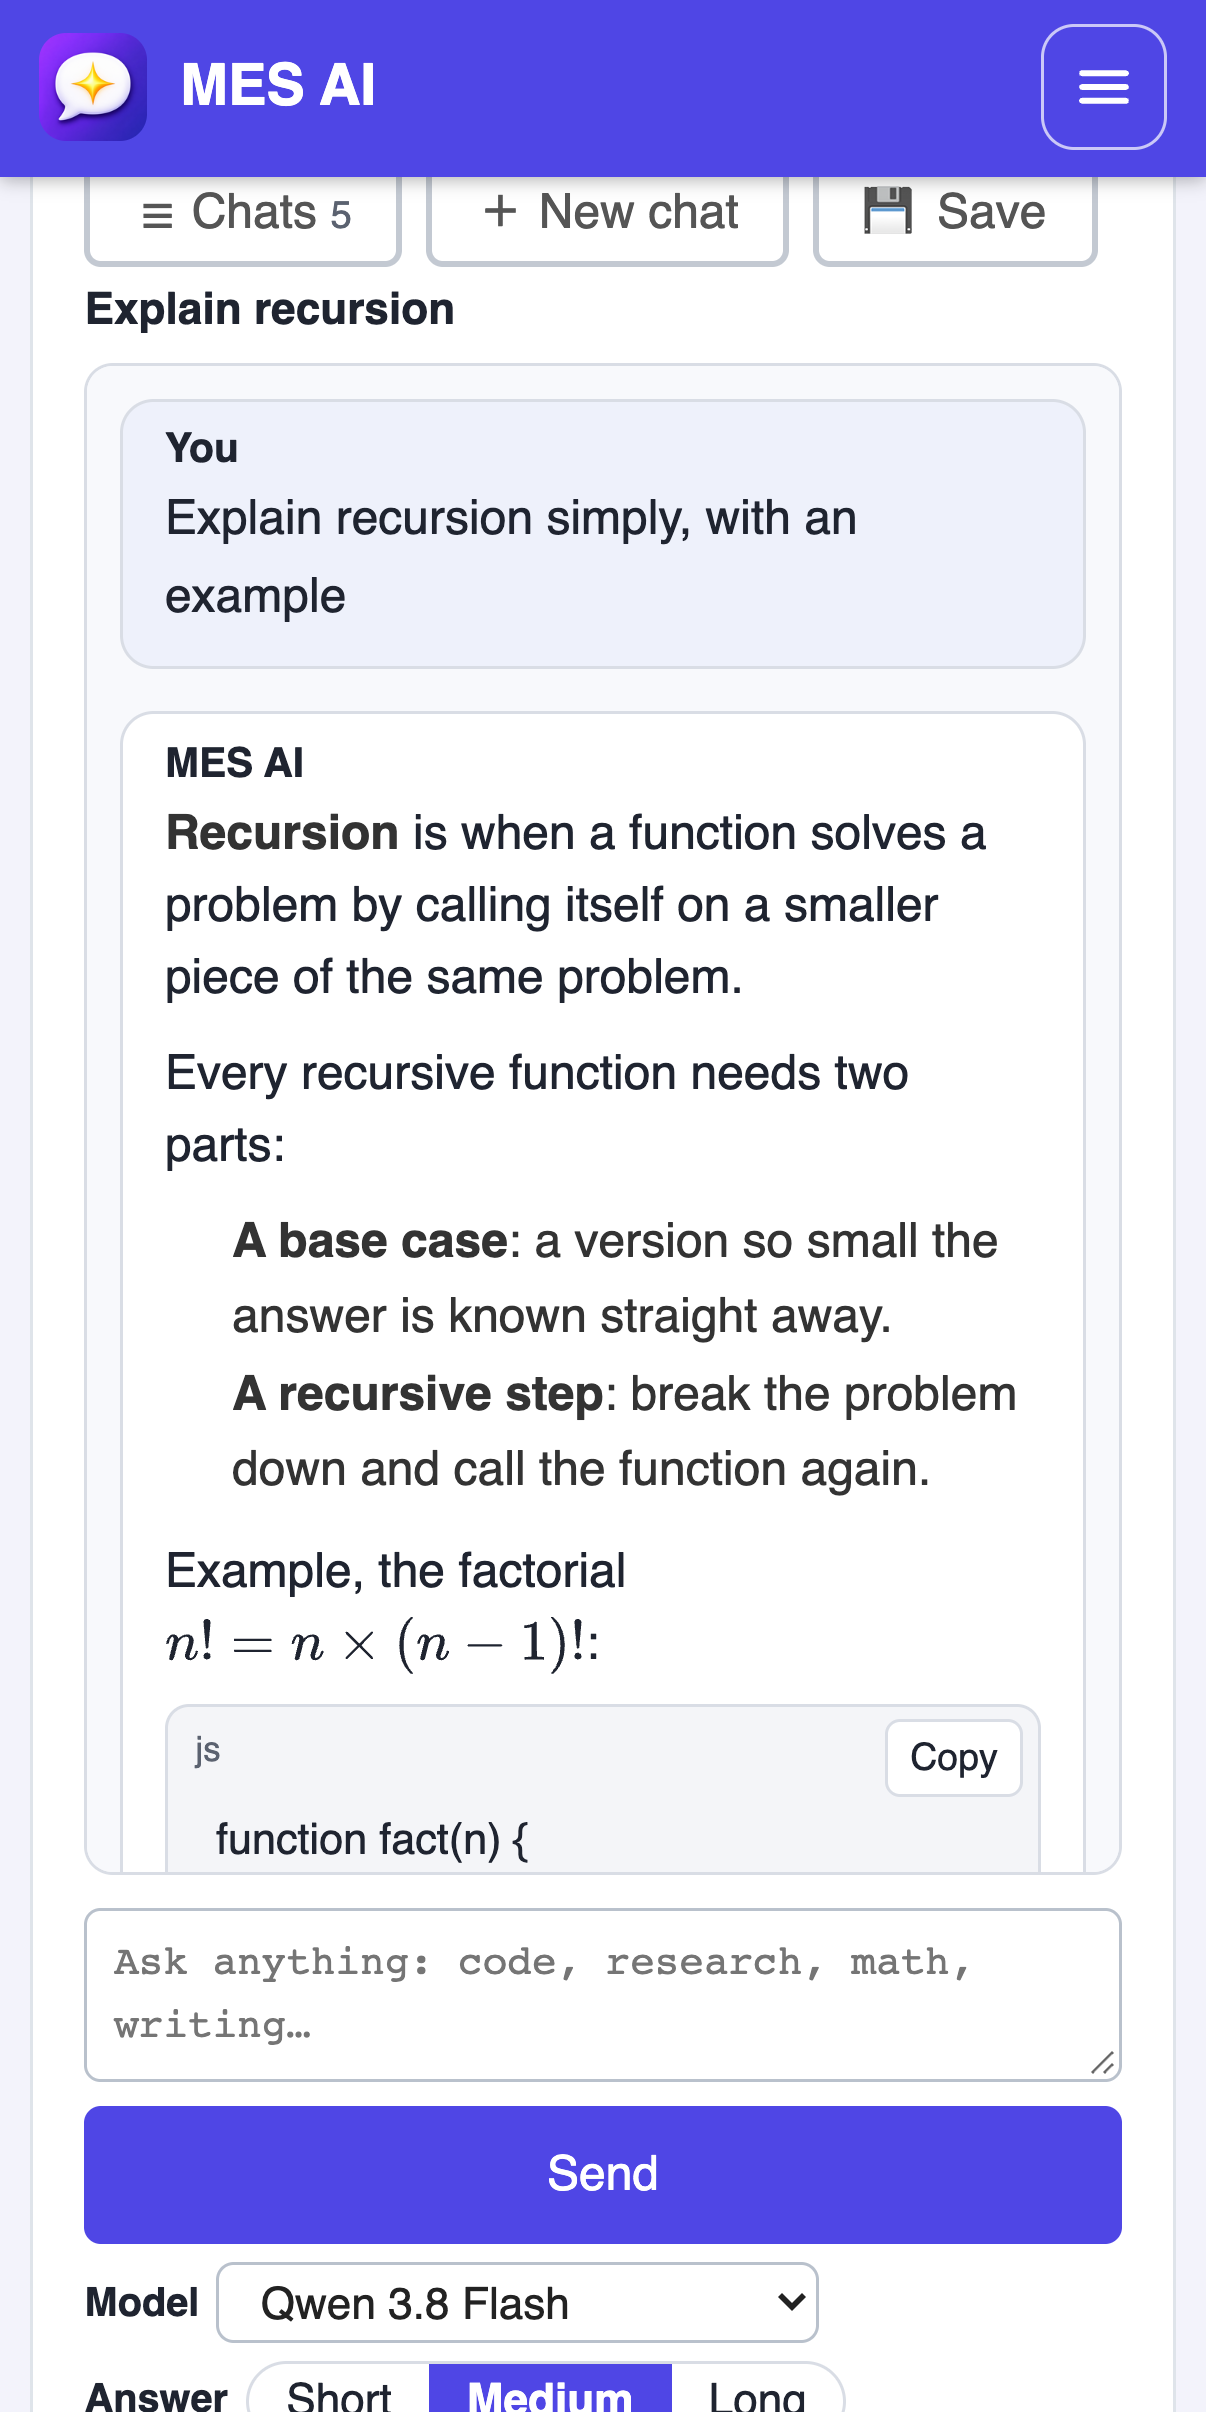 MES AI
≡ Chats 5
+ New chat
💾 Save
Explain recursion
You
Explain recursion simply, with an
example
MES AI
Recursion is when a function solves a
problem by calling itself on a smaller
piece of the same problem.
Every recursive function needs two
parts:
A base case: a version so small the
answer is known straight away.
A recursive step: break the problem
down and call the function again.
Example, the factorial
n! = n × (n − 1)!:
js
Copy
function fact(n) {
Ask anything: code, research, math,
writing…
Send
Model
Qwen 3.8 Flash
Answer
Short
Medium
Long